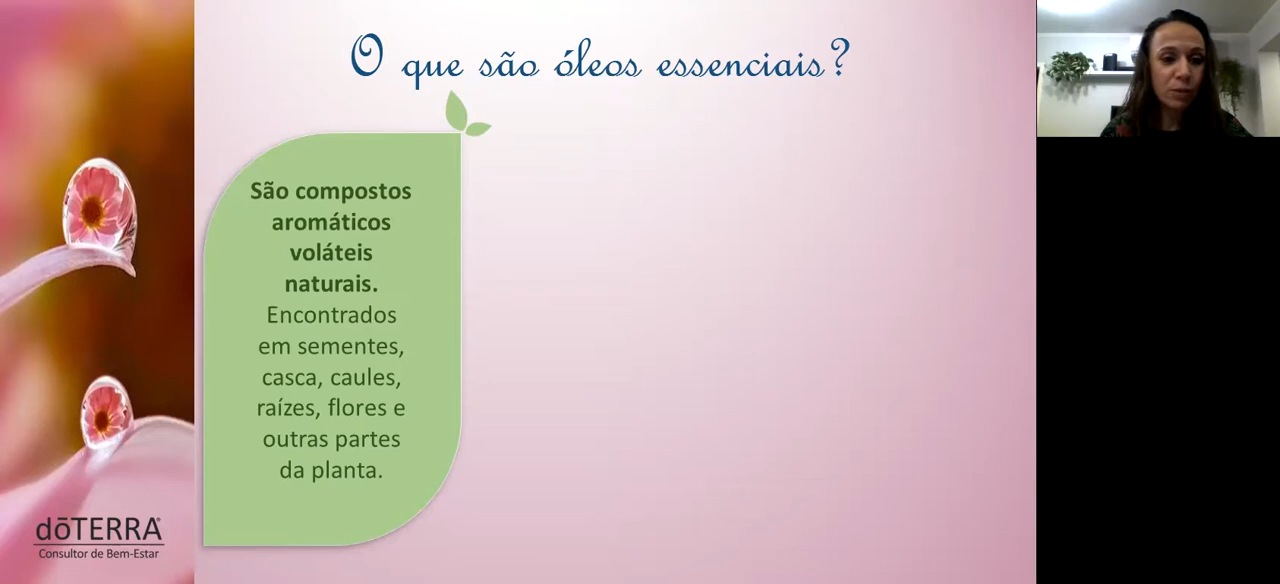 O que são óleos essenciais?
São compostos
aromáticos
voláteis
naturais.
Encontrados
em sementes,
casca, caules,
raízes, flores e
outras partes
da planta.
dōTERRA®
Consultor de Bem-Estar